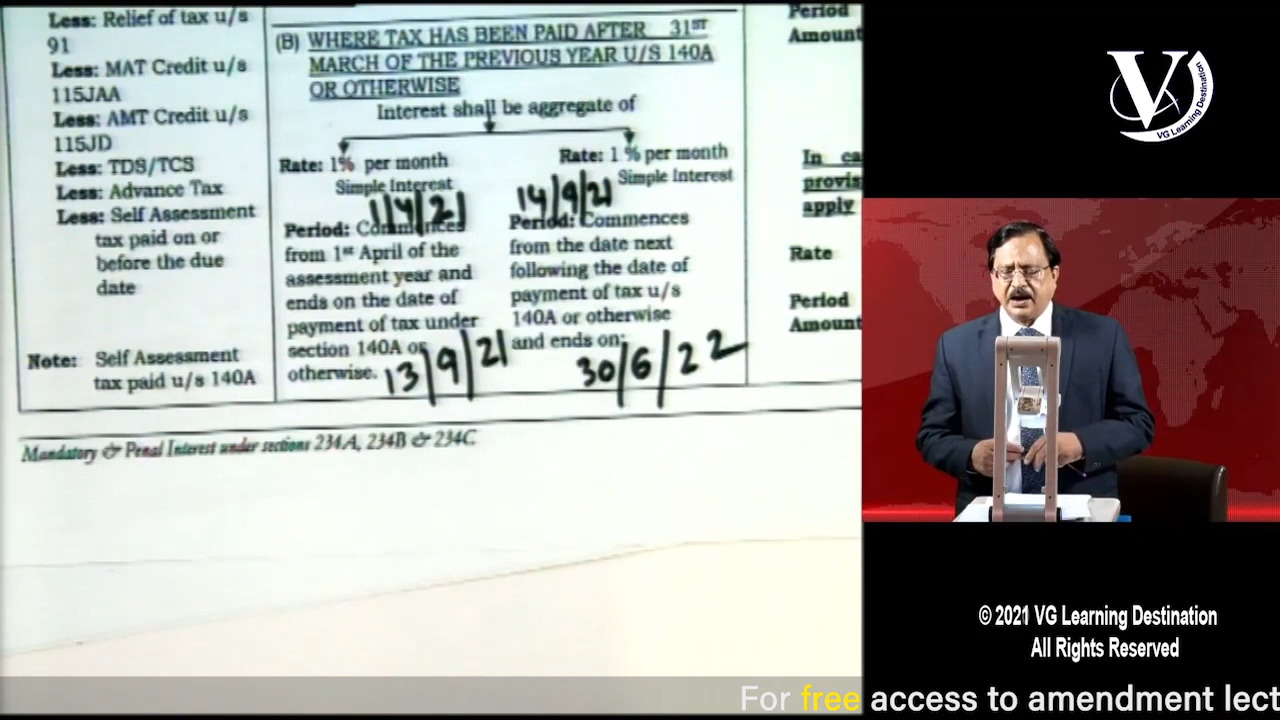 Less: Relief of tax u/s
91
Less: MAT Credit u/s
115JAA
Less: AMT Credit u/s
115JD
Less: TDS/TCS
Less: Advance Tax
Less: Self Assessment
tax paid on or
before the due
date
Note: Self Assessment
tax paid u/s 140A
(B) WHERE TAX HAS BEEN PAID AFTER 31ST
MARCH OF THE PREVIOUS YEAR U/S 140A
OR OTHERWISE
Interest shall be aggregate of
Rate: 1% per month
Simple Interest
1/4/21
Period: Commences
from 1st April of the
assessment year and
ends on the date of
payment of tax under
section 140A or
otherwise.
13/9/21
Rate: 1 % per month
Simple Interest
14/9/21
Period: Commences
from the date next
following the date of
payment of tax u/s
140A or otherwise
and ends on:
30/6/22
Period
Amount
In ca
provis
apply
Rate
Period
Amount
Mandatory & Penal Interest under sections 234A, 234B & 234C
V
VG Learning Destination
© 2021 VG Learning Destination
All Rights Reserved
For free access to amendment lect